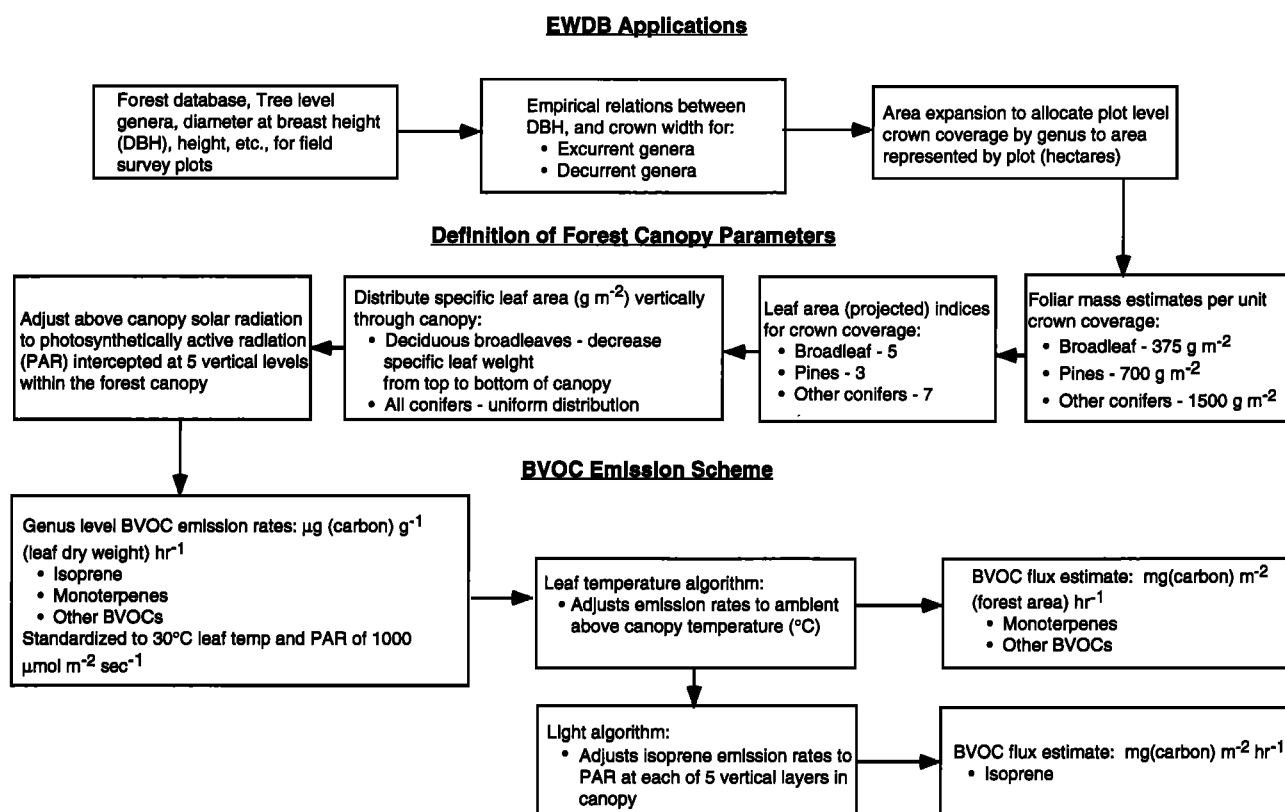 EWDB Applications
Forest database, Tree level
genera, diameter at breast height
(DBH), height, etc., for field
survey plots
Empirical relations between
DBH, and crown width for:
• Excurrent genera
• Decurrent genera
Area expansion to allocate plot level
crown coverage by genus to area
represented by plot (hectares)
Definition of Forest Canopy Parameters
Adjust above canopy solar radiation
to photosynthetically active radiation
(PAR) intercepted at 5 vertical levels
within the forest canopy
Distribute specific leaf area (g m-2) vertically
through canopy:
• Deciduous broadleaves - decrease
specific leaf weight
from top to bottom of canopy
• All conifers - uniform distribution
Leaf area (projected) indices
for crown coverage:
• Broadleaf - 5
• Pines - 3
• Other conifers - 7
Foliar mass estimates per unit
crown coverage:
• Broadleaf - 375 g m-2
• Pines - 700 g m-2
• Other conifers - 1500 g m-2
BVOC Emission Scheme
Genus level BVOC emission rates: μg (carbon) g-1
(leaf dry weight) hr-1
• Isoprene
• Monoterpenes
• Other BVOCs
Standardized to 30°C leaf temp and PAR of 1000
μmol m-2 sec-1
Leaf temperature algorithm:
• Adjusts emission rates to ambient
above canopy temperature (°C)
BVOC flux estimate: mg(carbon) m-2
(forest area) hr-1
• Monoterpenes
• Other BVOCs
Light algorithm:
• Adjusts isoprene emission rates to
PAR at each of 5 vertical layers in
canopy
BVOC flux estimate: mg(carbon) m-2 hr-1
• Isoprene